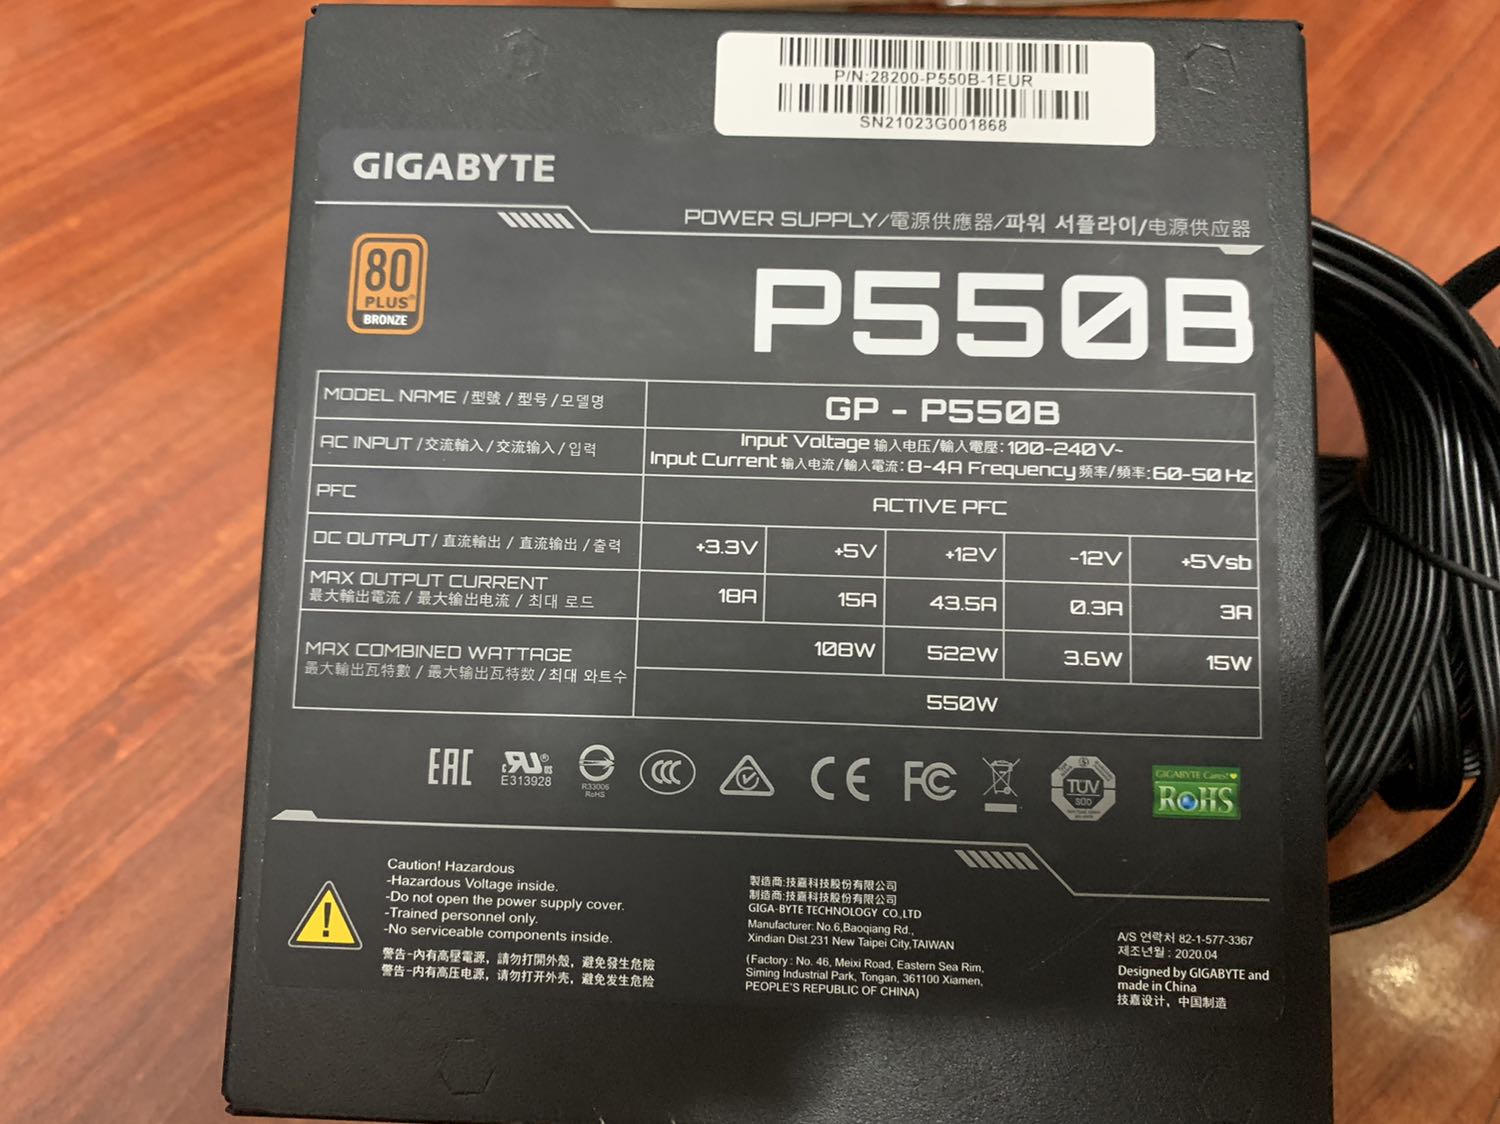 P/N:28200-P550B-1EUR
SN21023G001868
GIGABYTE
POWER SUPPLY/電源供應器/파워 서플라이/电源供应器
80
PLUS®
BRONZE
P550B
MODEL NAME /型號 / 型号 /모델명 GP - P550B
AC INPUT /交流輸入 /交流输入 /입력 Input Voltage 输入电压/輸入電壓: 100-240 V~
Input Current 输入电流/輸入電流: 8-4A Frequency 频率/頻率: 60-50 Hz
PFC ACTIVE PFC
DC OUTPUT/ 直流輸出 / 直流输出 /출력 +3.3V +5V +12V -12V +5Vsb
MAX OUTPUT CURRENT 18A 15A 43.5A 0.3A 3A
最大輸出電流 / 最大输出电流 / 최대 로드
MAX COMBINED WATTAGE 108W 522W 3.6W 15W
最大輸出瓦特數 / 最大输出瓦特数 / 최대 와트수
550W
EAC
c RU ® US
E313928
R33006
RoHS
CCC
CE
FC
TÜV
SÜD
GIGABYTE Cares!
RoHS
Caution! Hazardous
-Hazardous Voltage inside.
-Do not open the power supply cover.
-Trained personnel only.
-No serviceable components inside.
警告-內有高壓電源，請勿打開外殼，避免發生危險
警告-内有高压电源，请勿打开外壳，避免发生危险
製造商:技嘉科技股份有限公司
制造商:技嘉科技股份有限公司
GIGA-BYTE TECHNOLOGY CO.,LTD
Manufacturer: No.6,Baoqiang Rd.,
Xindian Dist.231 New Taipei City,TAIWAN
(Factory : No. 46, Meixi Road, Eastern Sea Rim,
Siming Industrial Park, Tongan, 361100 Xiamen,
PEOPLE'S REPUBLIC OF CHINA)
A/S 연락처 82-1-577-3367
제조년월 : 2020.04
Designed by GIGABYTE and
made in China
技嘉设计，中国制造